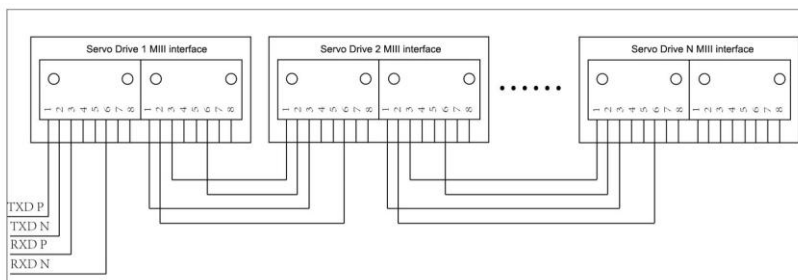 Servo Drive 1 MIII interface
Servo Drive 2 MIII interface
Servo Drive N MIII interface
1 2 3 4 5 6 7 8 1 2 3 4 5 6 7 8
1 2 3 4 5 6 7 8 1 2 3 4 5 6 7 8
1 2 3 4 5 6 7 8 1 2 3 4 5 6 7 8
TXD P
TXD N
RXD P
RXD N